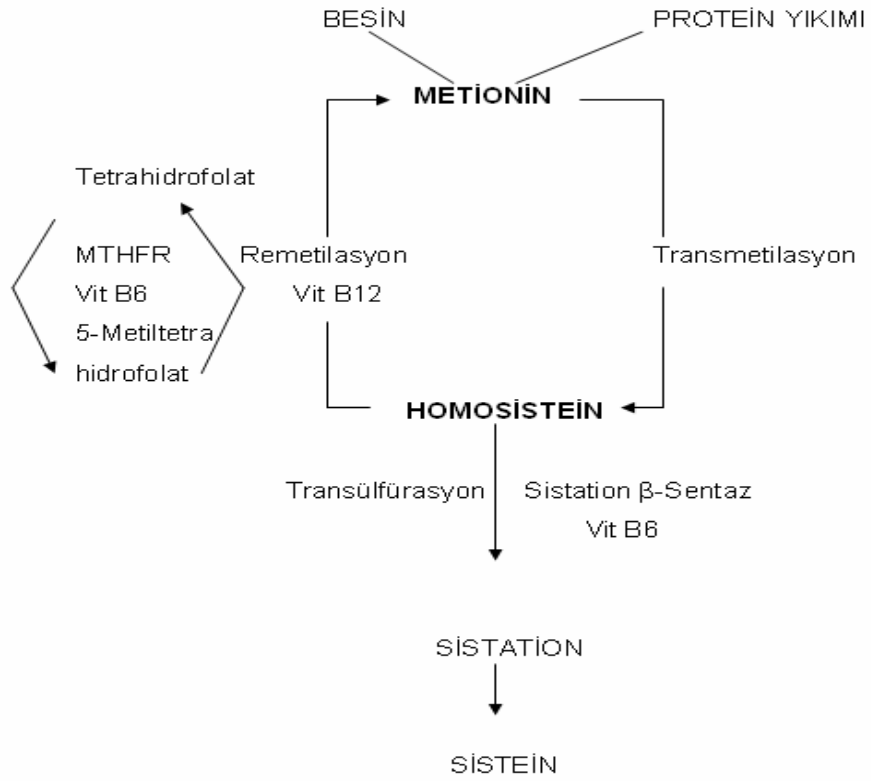 BESİN PROTEİN YIKIMI
METİONİN
Tetrahidrofolat
MTHFR Remetilasyon Transmetilasyon
Vit B6 Vit B12
5-Metiltetra
hidrofolat
HOMOSİSTEİN
Transülfürasyon Sistation β-Sentaz
Vit B6
SİSTATİON
SİSTEİN